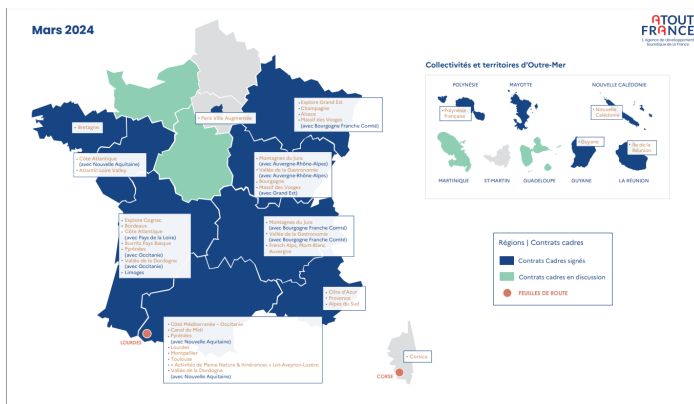 Mars 2024
ATOUT
FRANCE
L'Agence de développement
touristique de la France
Collectivités et territoires d'Outre-Mer
POLYNÉSIE
MAYOTTE
NOUVELLE CALÉDONIE
• Polynésie
Française
• Nouvelle
Calédonie
• Guyane
• Île de la
Réunion
MARTINIQUE
ST-MARTIN
GUADELOUPE
GUYANE
LA RÉUNION
• Explore Grand Est
• Champagne
• Alsace
• Massif des Vosges
(avec Bourgogne Franche Comté)
• Paris Ville Augmentée
• Bretagne
• Côte Atlantique
(avec Nouvelle Aquitaine)
• Atlantic Loire Valley
• Montagnes du Jura
(avec Auvergne-Rhône-Alpes)
• Vallée de la Gastronomie
(avec Auvergne-Rhône-Alpes)
• Bourgogne
• Massif des Vosges
(avec Grand Est)
• Explore Cognac
• Bordeaux
• Côte Atlantique
(avec Pays de la Loire)
• Biarritz Pays Basque
• Pyrénées
(avec Occitanie)
• Vallée de la Dordogne
(avec Occitanie)
• Limoges
• Montagnes du Jura
(avec Bourgogne Franche Comté)
• Vallée de la Gastronomie
(avec Bourgogne Franche Comté)
• French Alps, Mont-Blanc
Auvergne
Régions | Contrats cadres
Contrats Cadres signés
Contrats cadres en discussion
FEUILLES DE ROUTE
• Côte d'Azur
• Provence
• Alpes du Sud
• Côté Méditerranée – Occitanie
• Canal du Midi
• Pyrénées
(avec Nouvelle Aquitaine)
• Lourdes
• Montpellier
• Toulouse
• « Activités de Pleine Nature & Itinérances » Lot-Aveyron-Lozère
• Vallée de la Dordogne
(avec Nouvelle Aquitaine)
LOURDES
• Corsica
CORSE